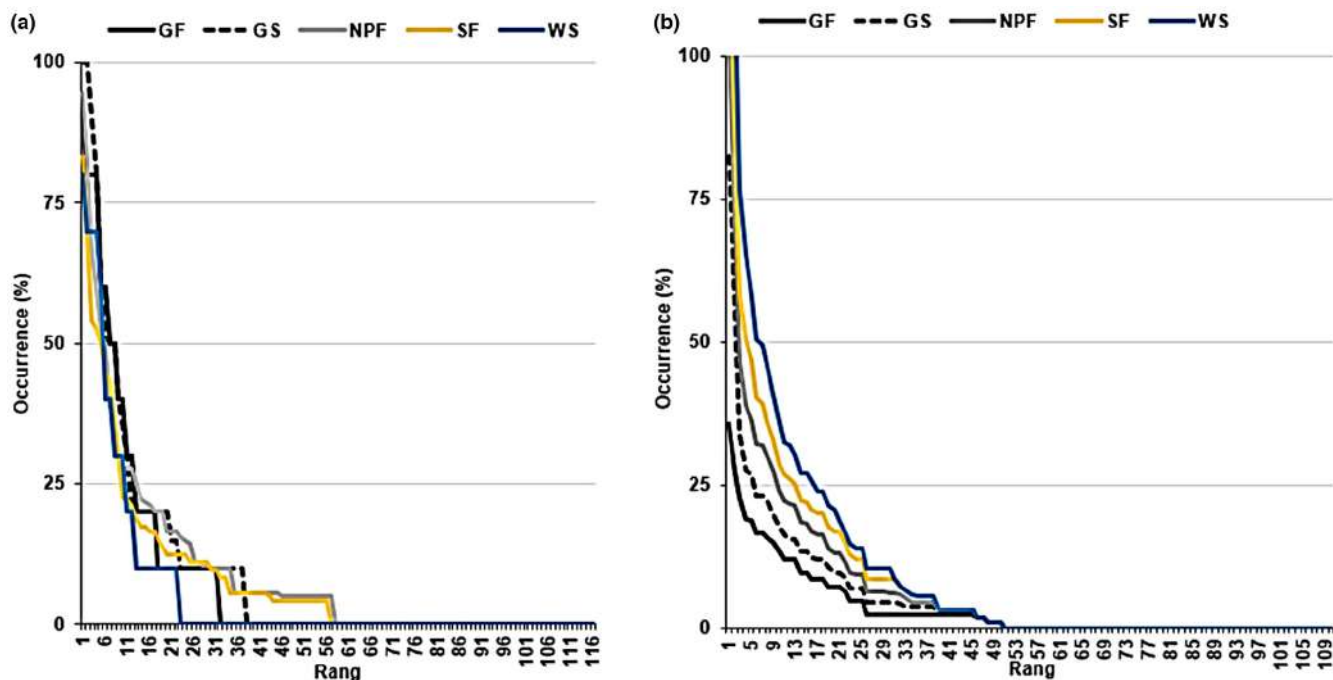 (a)
GF GS NPF SF WS
100
75
50
25
0
Occurrence (%)
1 6 11 16 21 26 31 36 41 46 51 56 61 66 71 76 81 86 91 96 101 106 111 116
Rang
(b)
GF GS NPF SF WS
100
75
50
25
0
Occurrence (%)
1 5 9 13 17 21 25 29 33 37 41 45 49 53 57 61 65 69 73 77 81 85 89 93 97 101 105 109
Rang